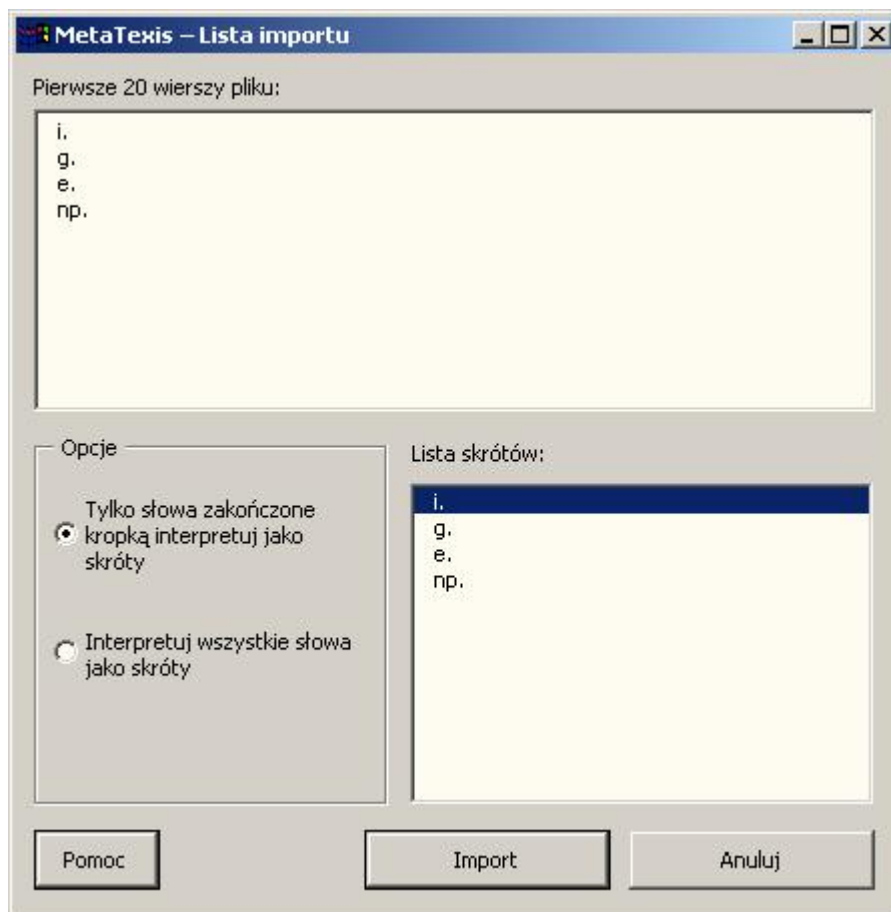 MetaTexis – Lista importu
Pierwsze 20 wierszy pliku:
i.
g.
e.
np.
Opcje
Tylko słowa zakończone
kropką interpretuj jako
skróty
Interpretuj wszystkie słowa
jako skróty
Lista skrótów:
i.
g.
e.
np.
Pomoc
Import
Anuluj